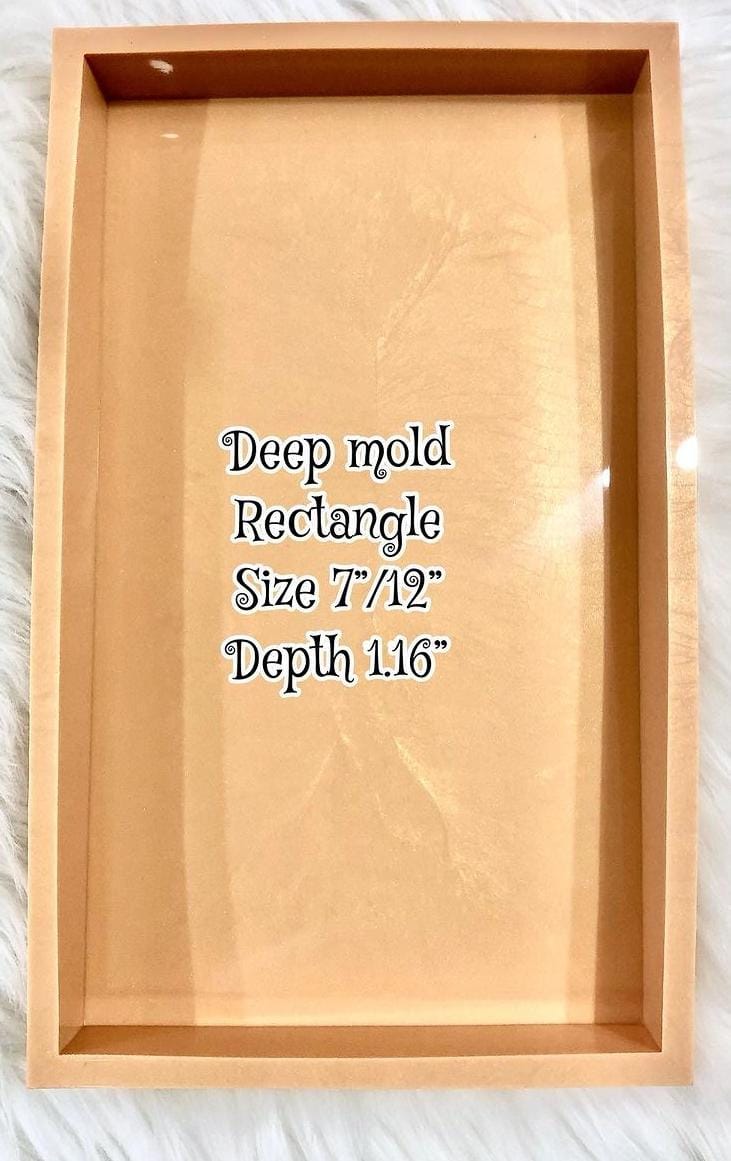 Deep mold
Rectangle
Size 7”/12”
Depth 1.16”